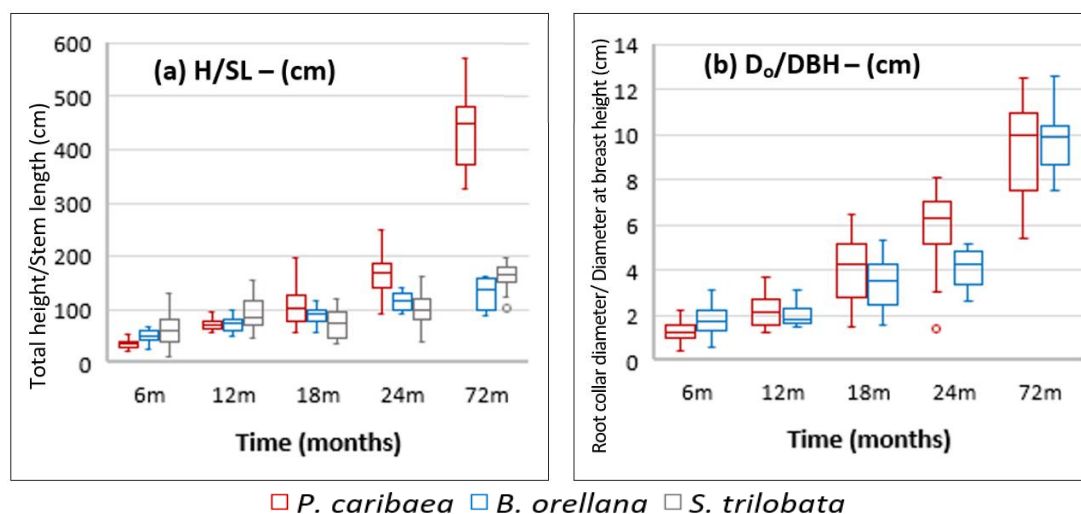 (a) H/SL – (cm)
Total height/Stem length (cm)
600
500
400
300
200
100
0
6m 12m 18m 24m 72m
Time (months)
(b) Do/DBH – (cm)
Root collar diameter/ Diameter at breast height (cm)
14
12
10
8
6
4
2
0
6m 12m 18m 24m 72m
Time (months)
P. caribaea B. orellana S. trilobata